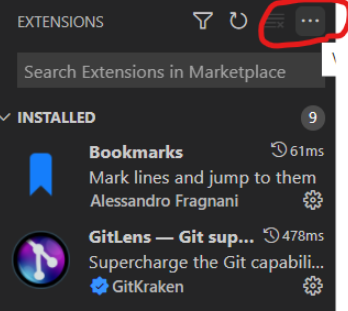 EXTENSIONS
Search Extensions in Marketplace
INSTALLED 9
Bookmarks 61ms
Mark lines and jump to them
Alessandro Fragnani
GitLens — Git sup... 478ms
Supercharge the Git capabili...
GitKraken